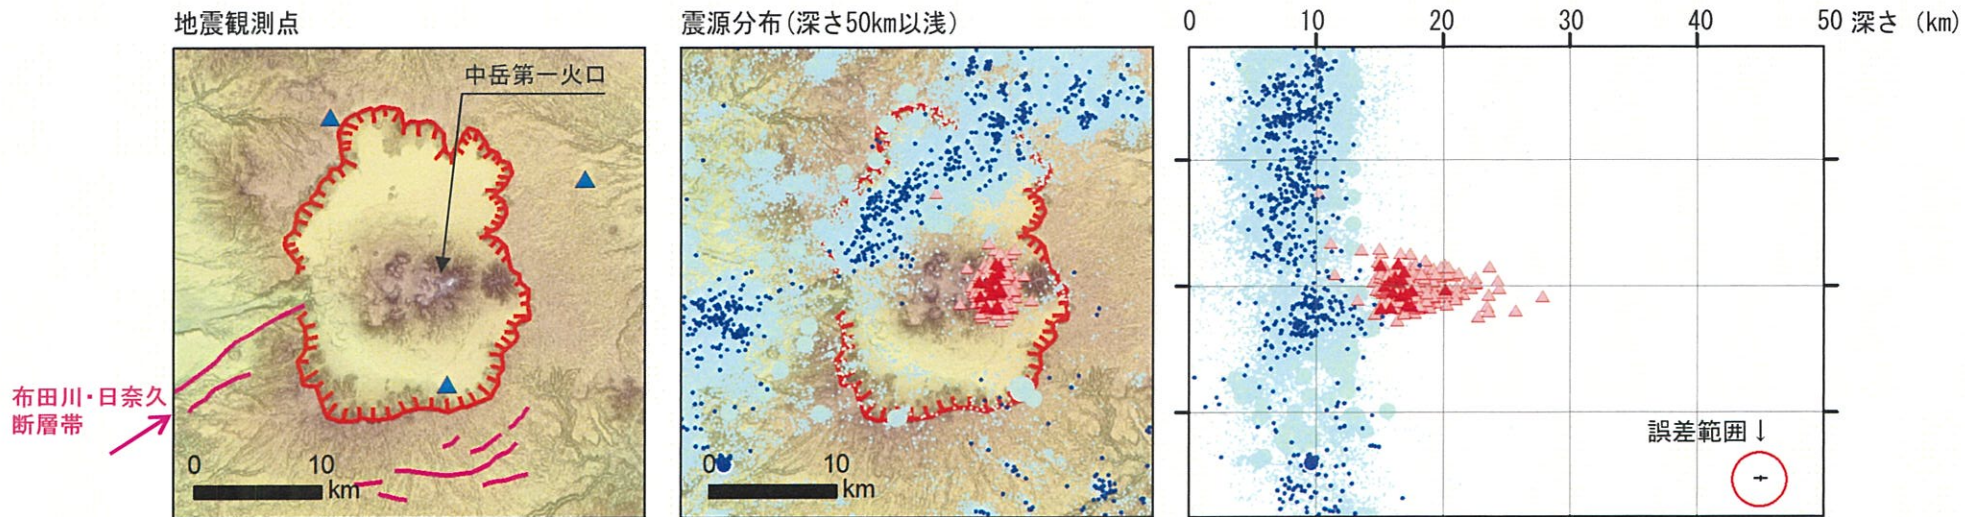 地震観測点
中岳第一火口
布田川・日奈久
断層帯
0 10
km
震源分布(深さ50km以浅)
0 10
km
0 10 20 30 40 50 深さ (km)
誤差範囲↓